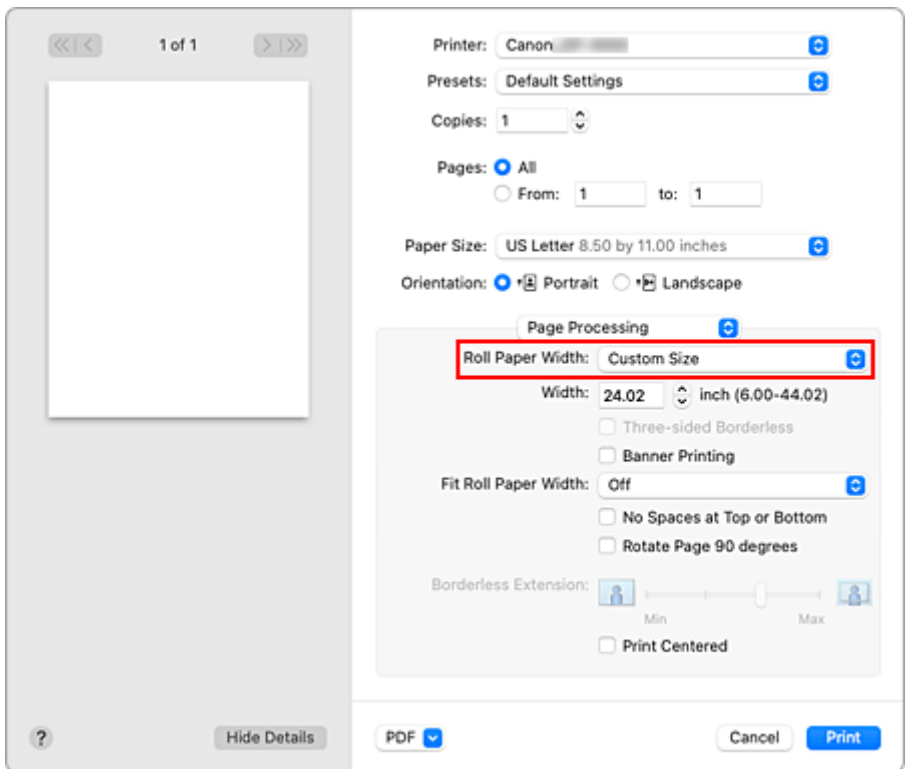 1 of 1
Printer: Canon
Presets: Default Settings
Copies: 1
Pages: All
From: 1 to: 1
Paper Size: US Letter 8.50 by 11.00 inches
Orientation: Portrait Landscape
Page Processing
Roll Paper Width: Custom Size
Width: 24.02 inch (6.00-44.02)
Three-sided Borderless
Banner Printing
Fit Roll Paper Width: Off
No Spaces at Top or Bottom
Rotate Page 90 degrees
Borderless Extension:
Min Max
Print Centered
? Hide Details PDF Cancel Print